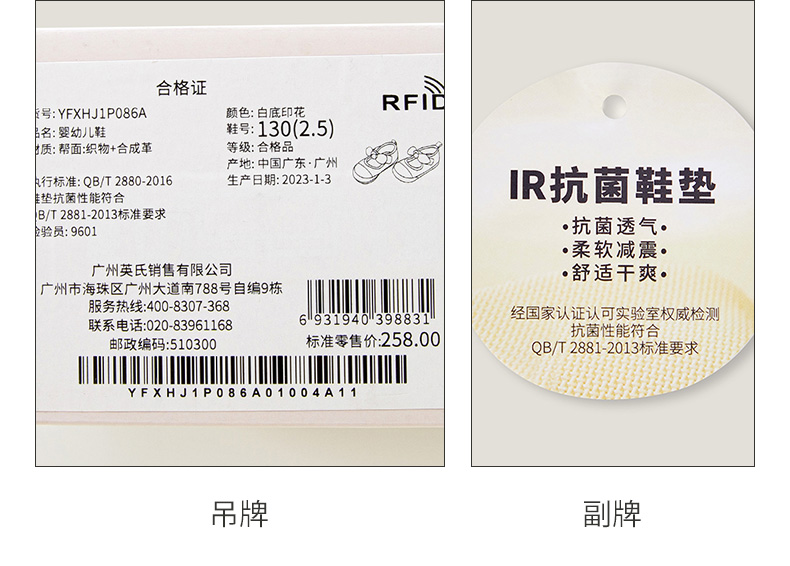 合格证
RFID
货号: YFXHJ1P086A
品名: 婴幼儿鞋
材质: 帮面:织物+合成革
执行标准: QB/T 2880-2016
鞋垫抗菌性能符合
QB/T 2881-2013标准要求
检验员: 9601
颜色: 白底印花
鞋号: 130(2.5)
等级: 合格品
产地: 中国广东·广州
生产日期: 2023-1-3
广州英氏销售有限公司
广州市海珠区广州大道南788号自编9栋
服务热线:400-8307-368
联系电话:020-83961168
邮政编码:510300
6 931940 398831
标准零售价:258.00
YFXHJ1P086A01004A11
吊牌
IR抗菌鞋垫
•抗菌透气•
•柔软减震•
•舒适干爽•
经国家认证认可实验室权威检测
抗菌性能符合
QB/T 2881-2013标准要求
副牌